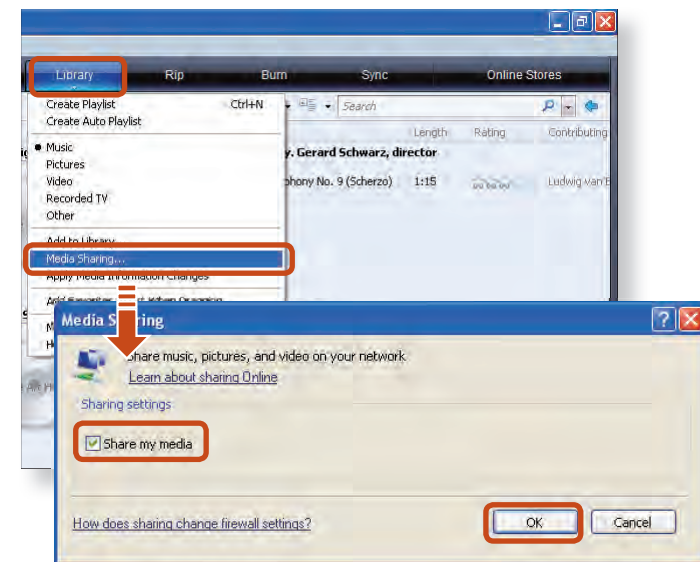 Library Rip Burn Sync Online Stores
Create Playlist Ctrl+N
Search
Create Auto Playlist
Length Rating Contributing
Music
y. Gerard Schwarz, director
Pictures
Video
phony No. 9 (Scherzo) 1:15 Ludwig van B
Recorded TV
Other
Add to Library
Media Sharing...
Apply Media Information Changes
Media S ring
Share music, pictures, and video on your network
Learn about sharing Online
Sharing settings
Share my media
How does sharing change firewall settings?
OK Cancel